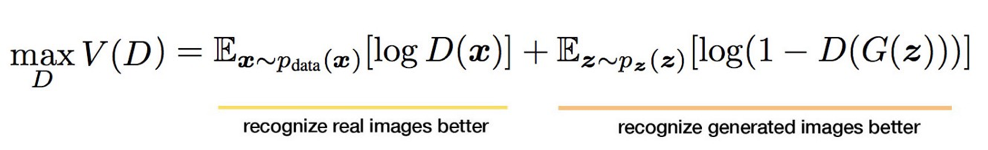 max_D V(D) = 𝔼_{x∼p_data(x)}[log D(x)] + 𝔼_{z∼p_z(z)}[log(1 − D(G(z)))]
recognize real images better
recognize generated images better